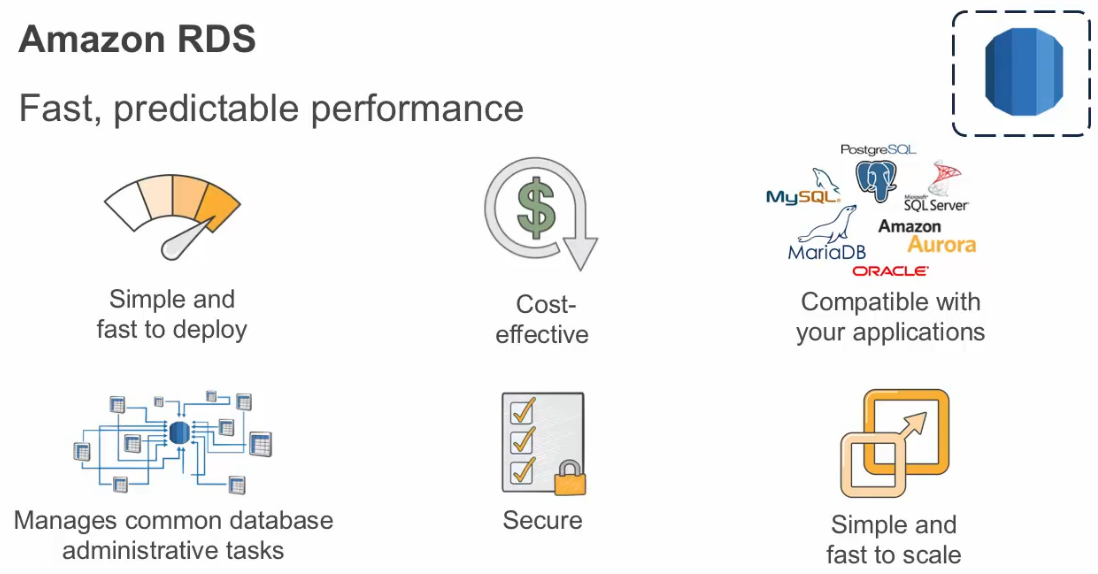 Amazon RDS
Fast, predictable performance
Simple and
fast to deploy
Cost-
effective
PostgreSQL
MySQL
Microsoft
SQL Server
MariaDB
Amazon
Aurora
ORACLE
Compatible with
your applications
Manages common database
administrative tasks
Secure
Simple and
fast to scale